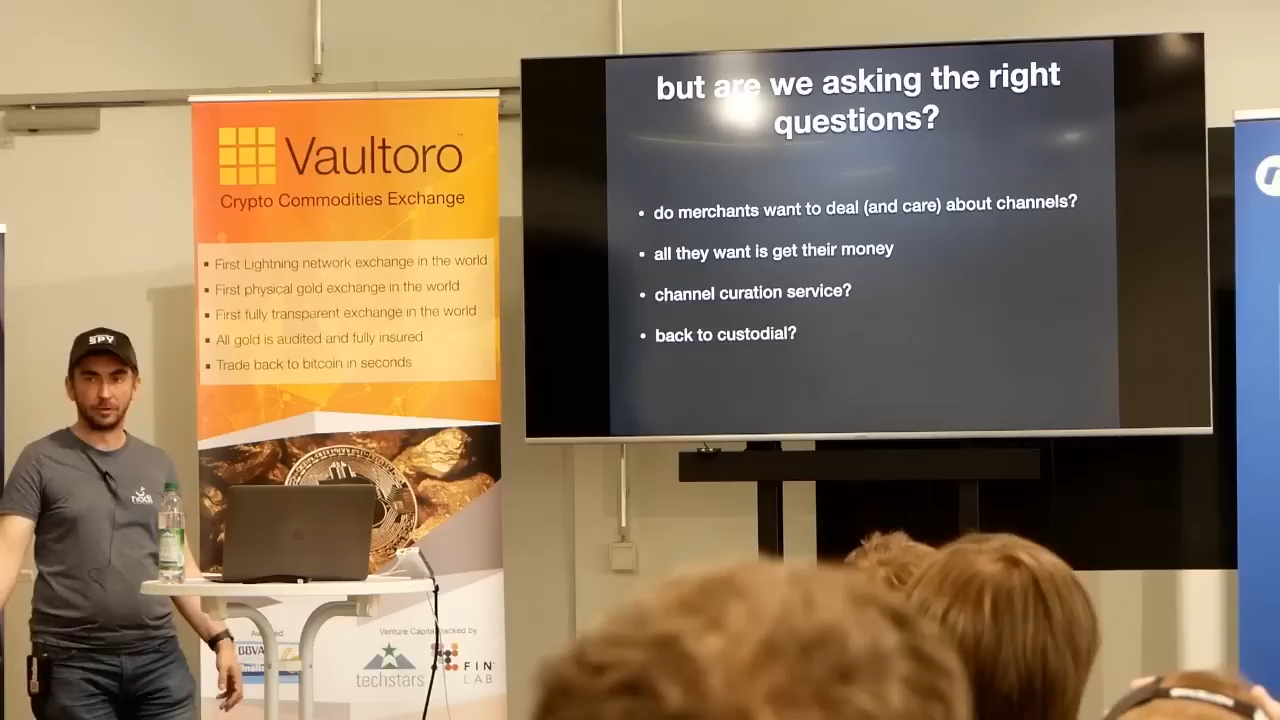 SPY
nodl
Vaultoro
Crypto Commodities Exchange
▪ First Lightning network exchange in the world
▪ First physical gold exchange in the world
▪ First fully transparent exchange in the world
▪ All gold is audited and fully insured
▪ Trade back to bitcoin in seconds
Venture Capital backed by
BBVA
techstars
FIN
LAB
but are we asking the right
questions?
• do merchants want to deal (and care) about channels?
• all they want is get their money
• channel curation service?
• back to custodial?